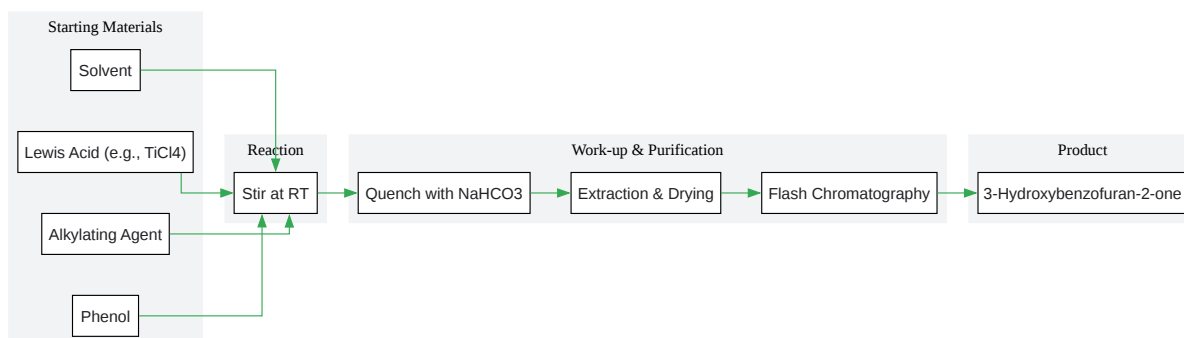 Starting Materials
Solvent
Lewis Acid (e.g., TiCl4)
Alkylating Agent
Phenol
Reaction
Stir at RT
Work-up & Purification
Quench with NaHCO3
Extraction & Drying
Flash Chromatography
Product
3-Hydroxybenzofuran-2-one